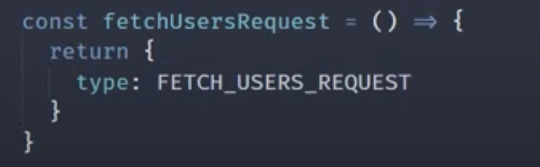 const fetchUsersRequest = () => {
return {
type: FETCH_USERS_REQUEST
}
}